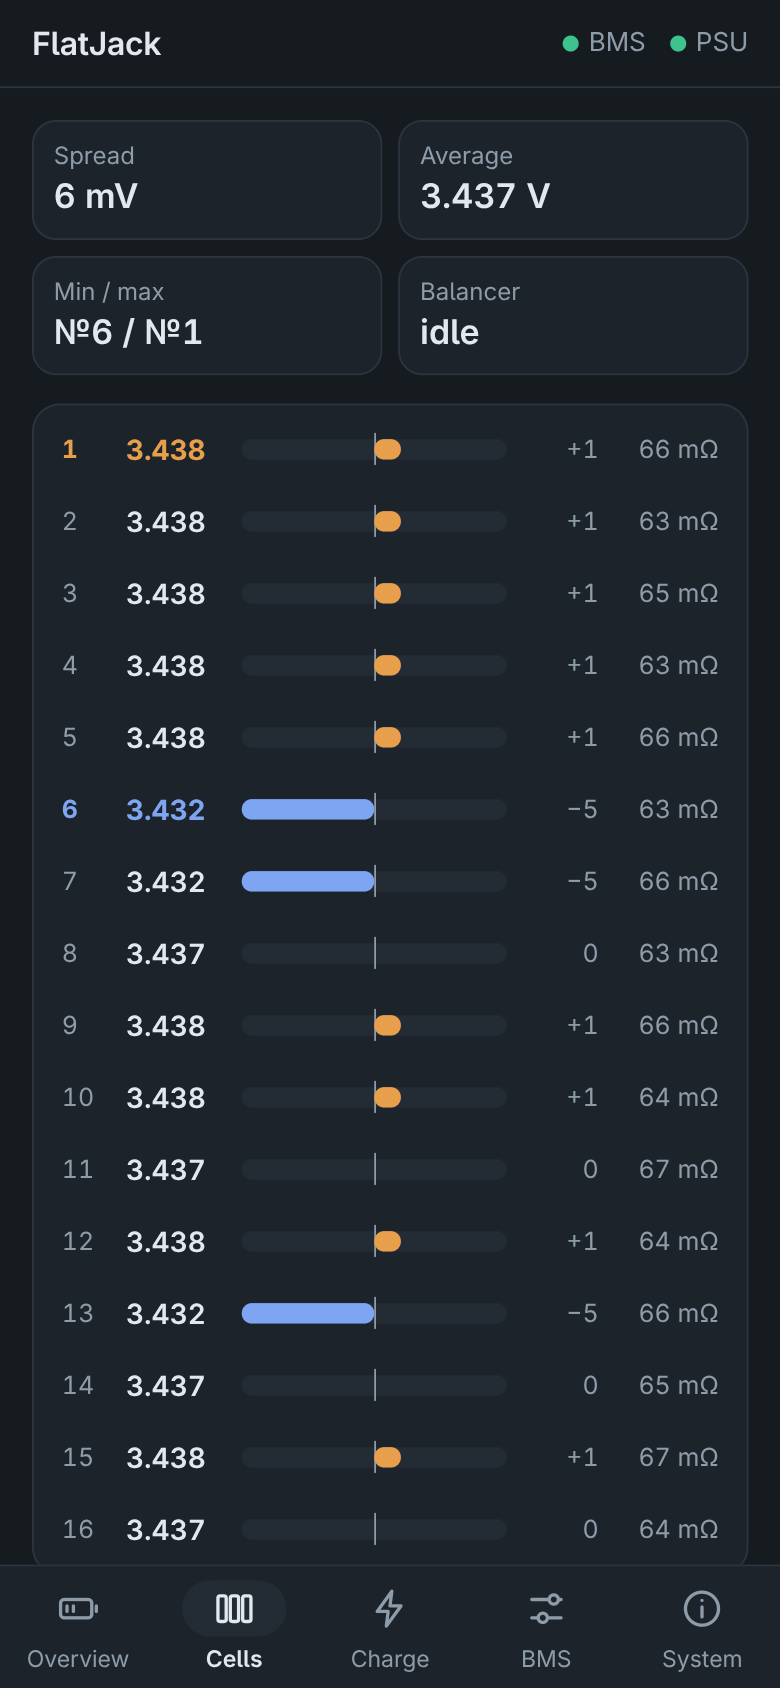 FlatJack BMS PSU
Spread Average
6 mV 3.437 V
Min / max Balancer
№6 / №1 idle
1 3.438 +1 66 mΩ
2 3.438 +1 63 mΩ
3 3.438 +1 65 mΩ
4 3.438 +1 63 mΩ
5 3.438 +1 66 mΩ
6 3.432 −5 63 mΩ
7 3.432 −5 66 mΩ
8 3.437 0 63 mΩ
9 3.438 +1 66 mΩ
10 3.438 +1 64 mΩ
11 3.437 0 67 mΩ
12 3.438 +1 64 mΩ
13 3.432 −5 66 mΩ
14 3.437 0 65 mΩ
15 3.438 +1 67 mΩ
16 3.437 0 64 mΩ
Overview Cells Charge BMS System